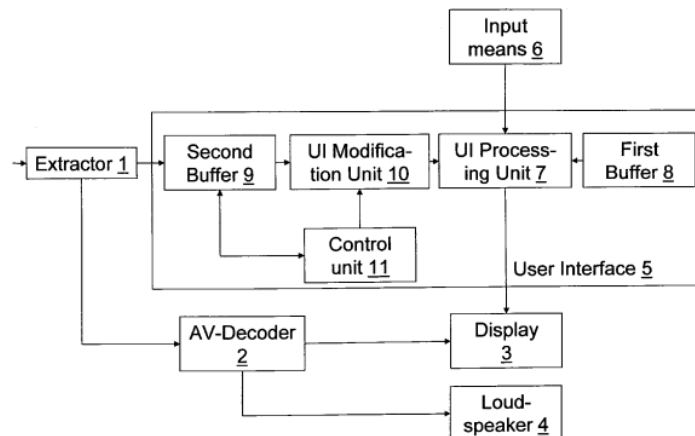 Input
means 6
Extractor 1
Second
Buffer 9
UI Modifica-
tion Unit 10
UI Process-
ing Unit 7
First
Buffer 8
Control
unit 11
User Interface 5
AV-Decoder
2
Display
3
Loud-
speaker 4